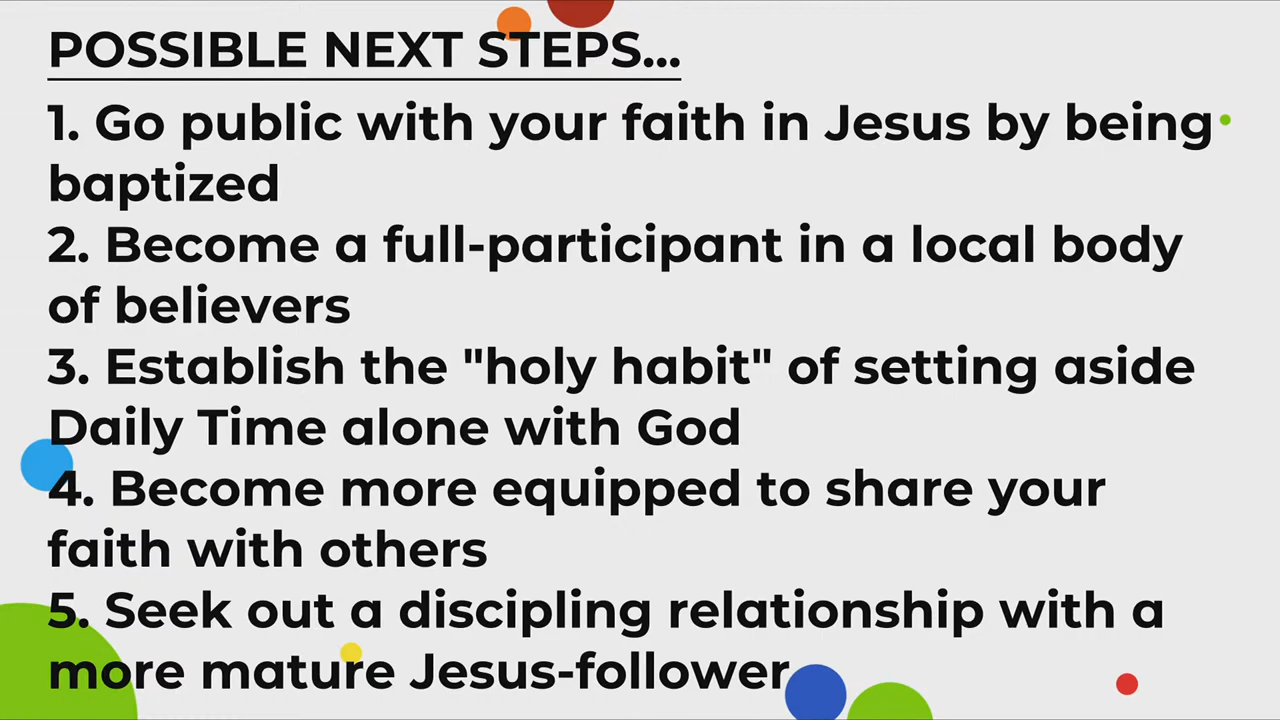 POSSIBLE NEXT STEPS...
1. Go public with your faith in Jesus by being
baptized
2. Become a full-participant in a local body
of believers
3. Establish the "holy habit" of setting aside
Daily Time alone with God
4. Become more equipped to share your
faith with others
5. Seek out a discipling relationship with a
more mature Jesus-follower